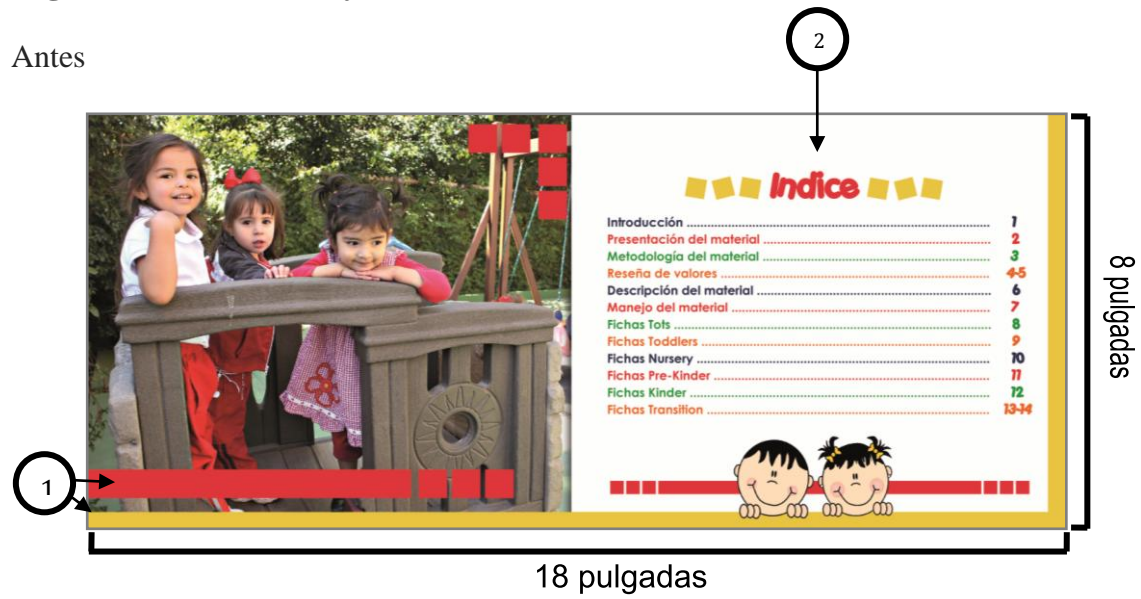 Antes
2
Indice
Introducción ........ 1
Presentación del material ........ 2
Metodología del material ........ 3
Reseña de valores ........ 4-5
Descripción del material ........ 6
Manejo del material ........ 7
Fichas Tots ........ 8
Fichas Toddlers ........ 9
Fichas Nursery ........ 10
Fichas Pre-Kinder ........ 11
Fichas Kinder ........ 12
Fichas Transition ........ 13-14
8 pulgadas
1
18 pulgadas